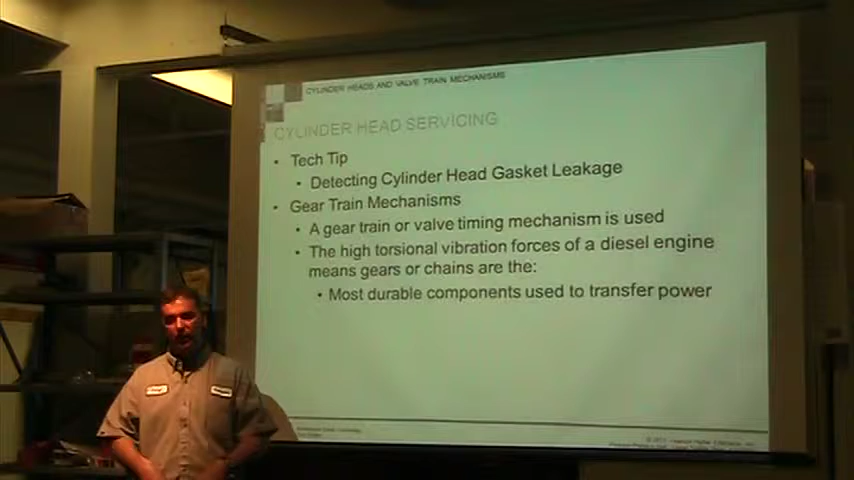 CYLINDER HEADS AND VALVE TRAIN MECHANISMS
CYLINDER HEAD SERVICING
• Tech Tip
• Detecting Cylinder Head Gasket Leakage
• Gear Train Mechanisms
• A gear train or valve timing mechanism is used
• The high torsional vibration forces of a diesel engine
means gears or chains are the:
• Most durable components used to transfer power